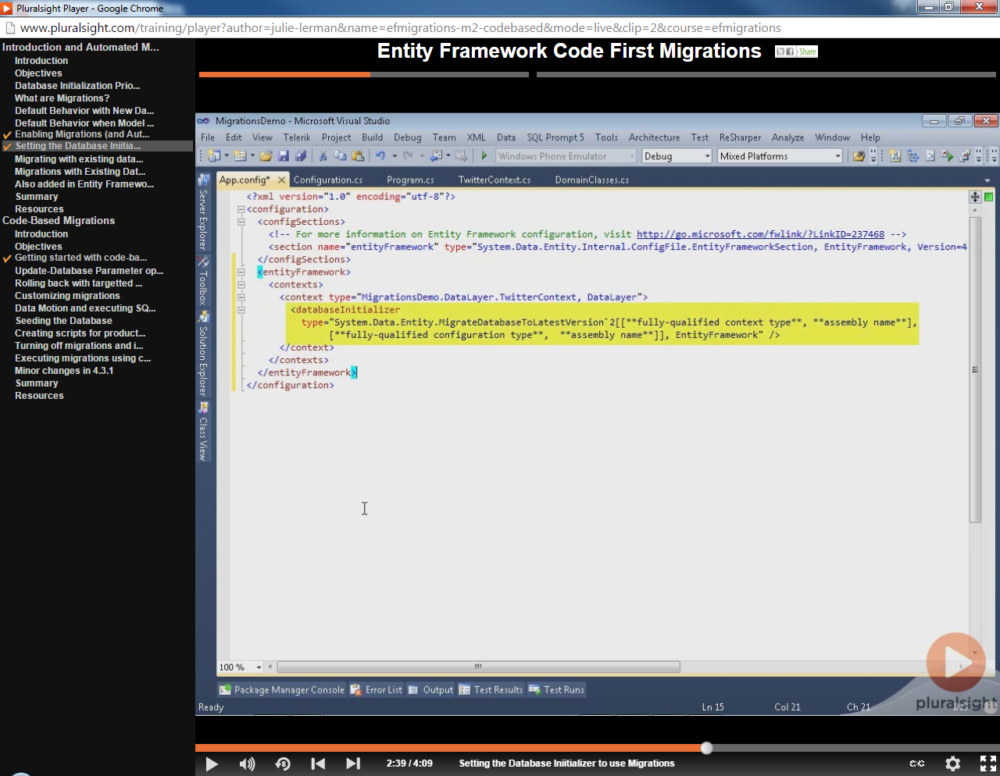 Pluralsight Player - Google Chrome
www.pluralsight.com/training/player?author=julie-lerman&name=efmigrations-m2-codebased&mode=live&clip=2&course=efmigrations
Introduction and Automated M...
Introduction
Objectives
Database Initialization Prio...
What are Migrations?
Default Behavior with New Da...
Default Behavior when Model ...
Enabling Migrations (and Aut...
Setting the Database Iniitia...
Migrating with existing data...
Migrations with Existing Dat...
Also added in Entity Framewo...
Summary
Resources
Code-Based Migrations
Introduction
Objectives
Getting started with code-ba...
Update-Database Parameter op...
Rolling back with targetted ...
Customizing migrations
Data Motion and executing SQ...
Seeding the Database
Creating scripts for product...
Turning off migrations and i...
Executing migrations using c...
Minor changes in 4.3.1
Summary
Resources
Entity Framework Code First Migrations
Share
MigrationsDemo - Microsoft Visual Studio
File Edit View Telerik Project Build Debug Team XML Data SQL Prompt 5 Tools Architecture Test ReSharper Analyze Window Help
Windows Phone Emulator Debug Mixed Platforms
App.config* Configuration.cs Program.cs TwitterContext.cs DomainClasses.cs
Server Explorer
Toolbox
Solution Explorer
Class View
<?xml version="1.0" encoding="utf-8"?>
<configuration>
<configSections>
<!-- For more information on Entity Framework configuration, visit http://go.microsoft.com/fwlink/?LinkID=237468 -->
<section name="entityFramework" type="System.Data.Entity.Internal.ConfigFile.EntityFrameworkSection, EntityFramework, Version=4
</configSections>
<entityFramework>
<contexts>
<context type="MigrationsDemo.DataLayer.TwitterContext, DataLayer">
<databaseInitializer
type="System.Data.Entity.MigrateDatabaseToLatestVersion`2[[**fully-qualified context type**, **assembly name**],
[**fully-qualified configuration type**, **assembly name**]], EntityFramework" />
</context>
</contexts>
</entityFramework>
</configuration>
100 %
Package Manager Console Error List Output Test Results Test Runs
pluralsight
Ready Ln 15 Col 21 Ch 21 INS
2:39 / 4:09 Setting the Database Iniitializer to use Migrations CC